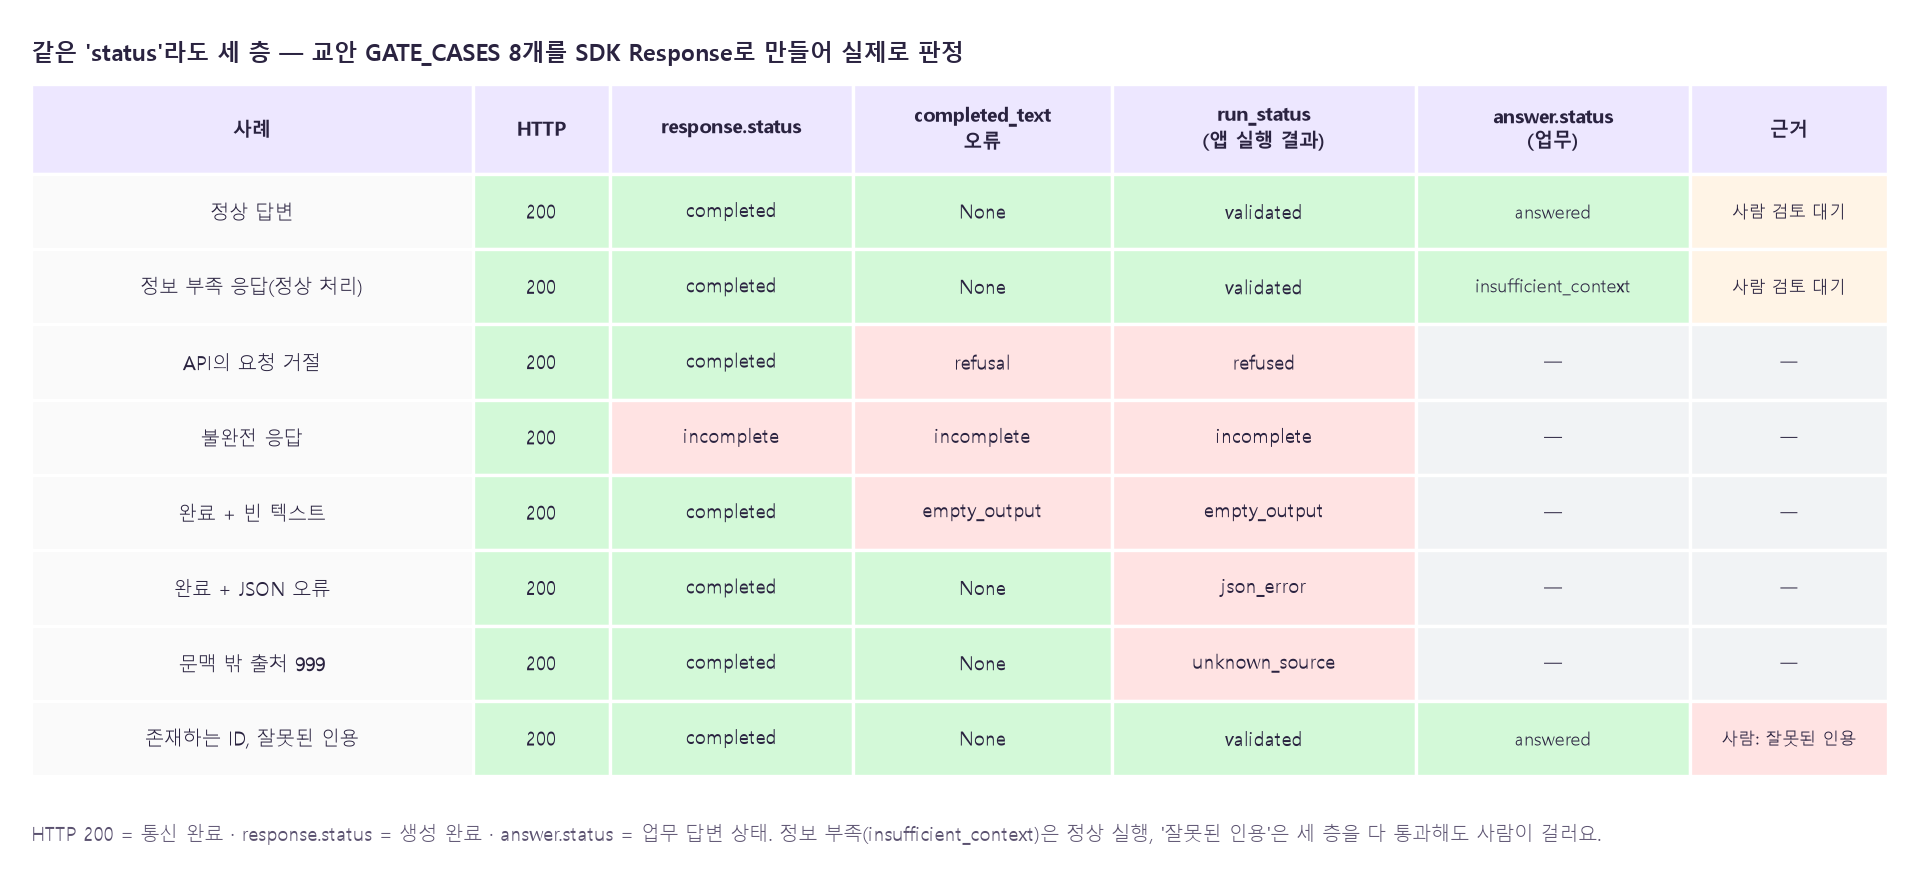 같은 'status'라도 세 층 — 교안 GATE_CASES 8개를 SDK Response로 만들어 실제로 판정
사례 HTTP response.status completed_text 오류 run_status (앱 실행 결과) answer.status (업무) 근거
정상 답변 200 completed None validated answered 사람 검토 대기
정보 부족 응답(정상 처리) 200 completed None validated insufficient_context 사람 검토 대기
API의 요청 거절 200 completed refusal refused — —
불완전 응답 200 incomplete incomplete incomplete — —
완료 + 빈 텍스트 200 completed empty_output empty_output — —
완료 + JSON 오류 200 completed None json_error — —
문맥 밖 출처 999 200 completed None unknown_source — —
존재하는 ID, 잘못된 인용 200 completed None validated answered 사람: 잘못된 인용
HTTP 200 = 통신 완료 · response.status = 생성 완료 · answer.status = 업무 답변 상태. 정보 부족(insufficient_context)은 정상 실행, '잘못된 인용'은 세 층을 다 통과해도 사람이 걸러요.